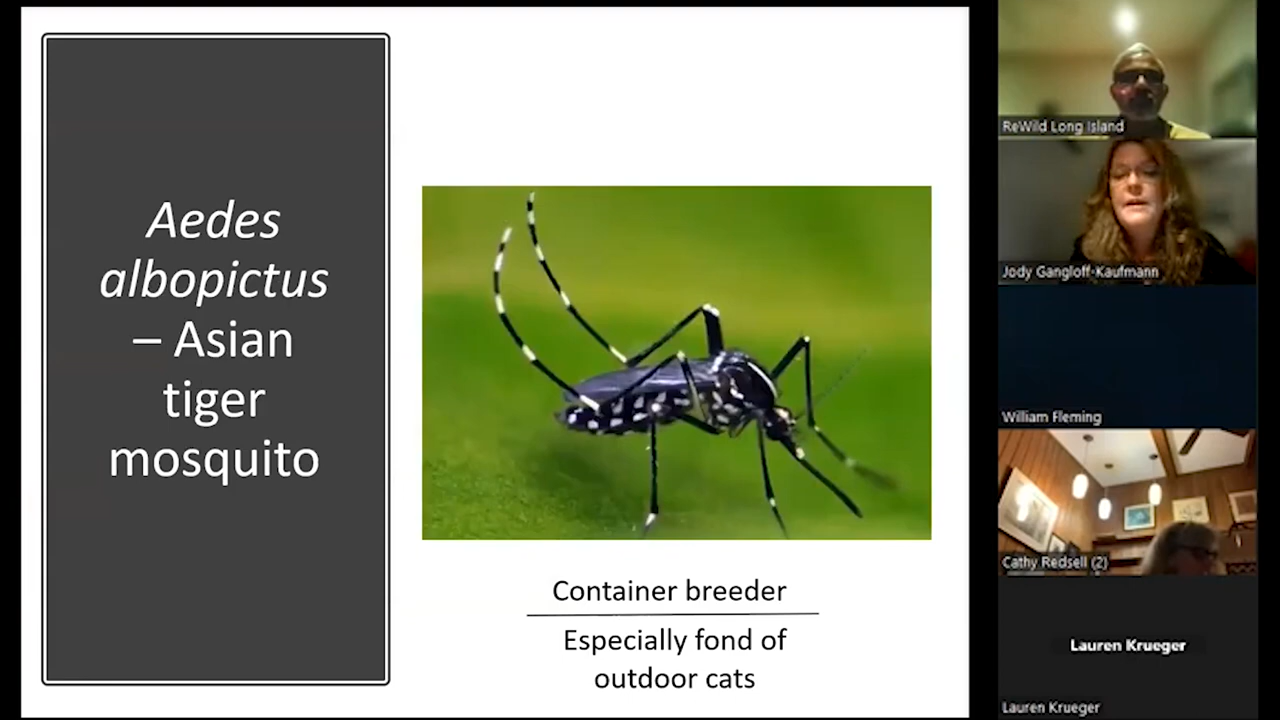 Aedes
albopictus
– Asian
tiger
mosquito
Container breeder
Especially fond of
outdoor cats
ReWild Long Island
Jody Gangloff-Kaufmann
William Fleming
Cathy Redsell (2)
Lauren Krueger
Lauren Krueger